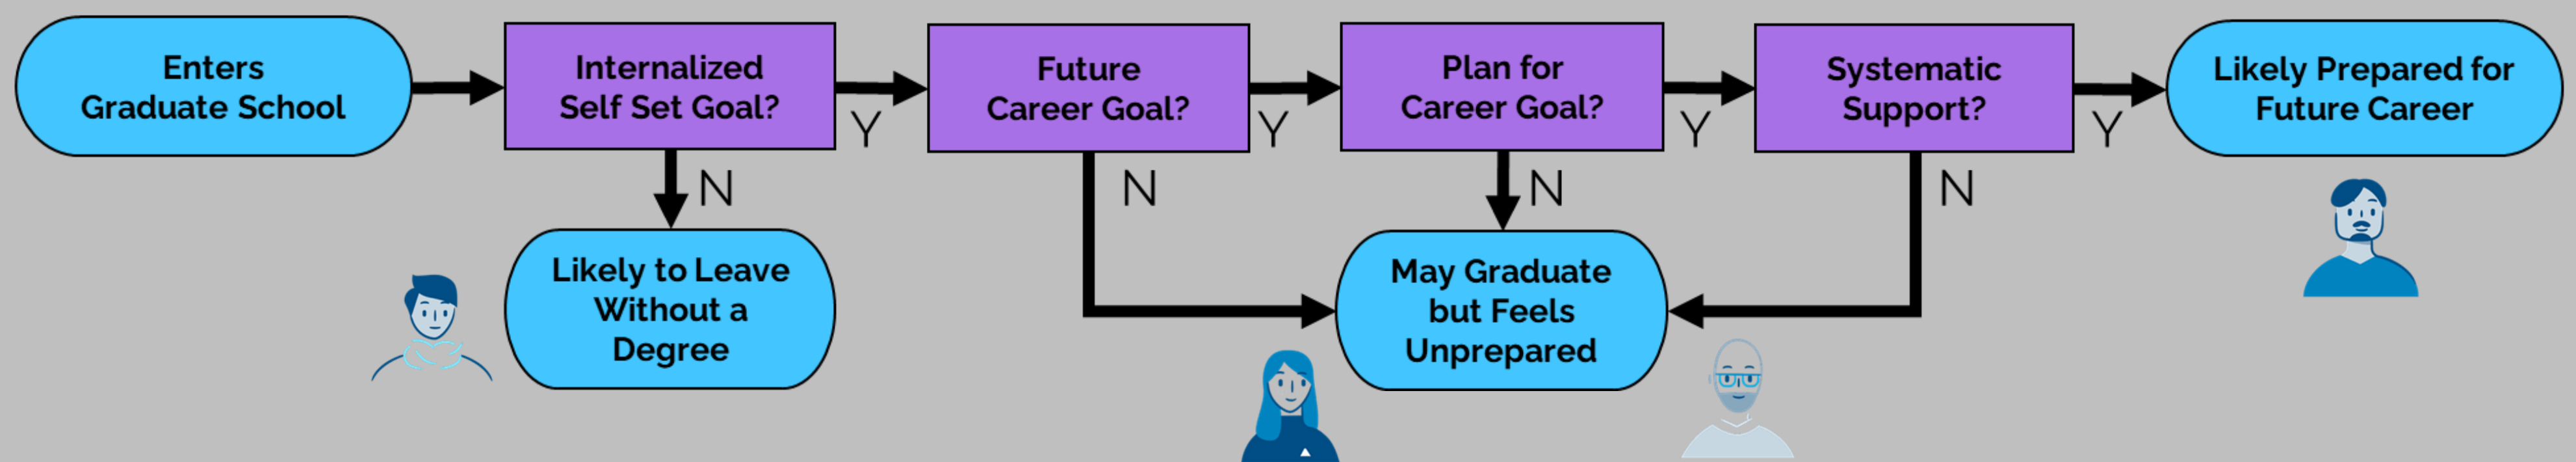 Enters
Graduate School
Internalized
Self Set Goal?
Y
Future
Career Goal?
Y
Plan for
Career Goal?
Y
Systematic
Support?
Y
Likely Prepared for
Future Career
N
N
N
N
Likely to Leave
Without a
Degree
May Graduate
but Feels
Unprepared